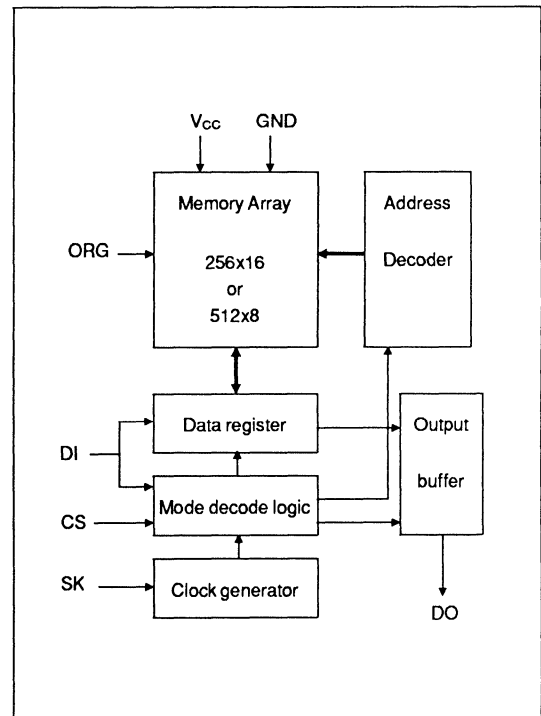 Vcc GND
Memory Array
Address
ORG
Decoder
256x16
or
512x8
Data register
Output
DI
buffer
Mode decode logic
CS
SK
Clock generator
DO